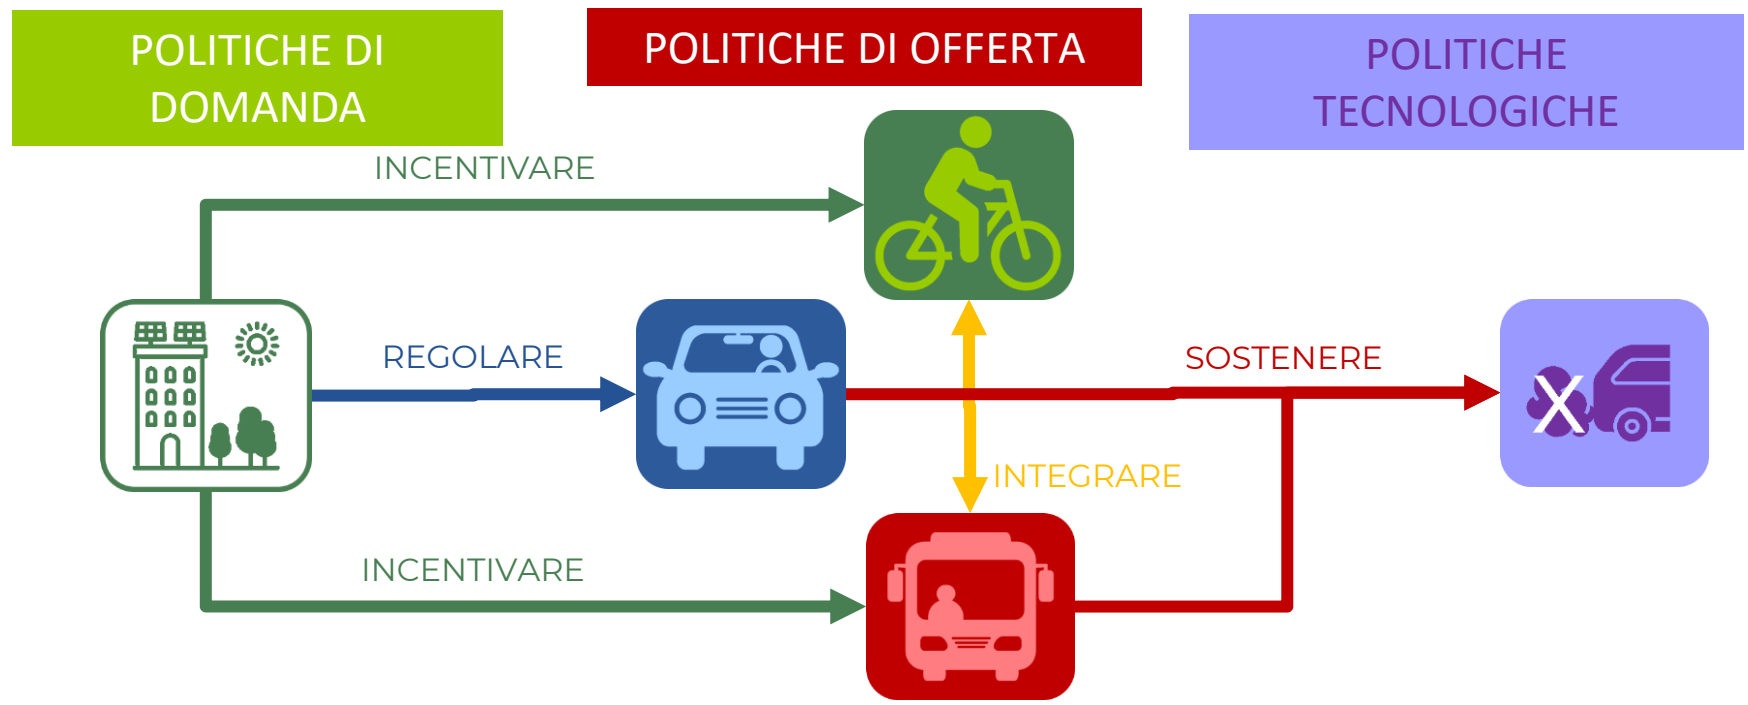 POLITICHE DI
DOMANDA
POLITICHE DI OFFERTA
POLITICHE
TECNOLOGICHE
INCENTIVARE
REGOLARE
SOSTENERE
INTEGRARE
INCENTIVARE
X